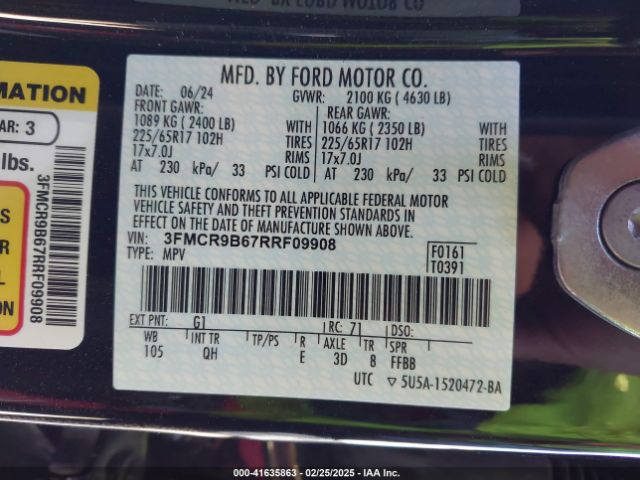 MFD. BY FORD MOTOR CO.
DATE: 06/24 GVWR: 2100 KG ( 4630 LB)
FRONT GAWR: REAR GAWR:
1089 KG ( 2400 LB) WITH 1066 KG ( 2350 LB) WITH
225/65R17 102H TIRES 225/65R17 102H TIRES
17x7.0J RIMS 17x7.0J RIMS
AT 230 kPa/ 33 PSI COLD AT 230 kPa/ 33 PSI COLD
THIS VEHICLE CONFORMS TO ALL APPLICABLE FEDERAL MOTOR
VEHICLE SAFETY AND THEFT PREVENTION STANDARDS IN
EFFECT ON THE DATE OF MANUFACTURE SHOWN ABOVE.
VIN: 3FMCR9B67RRF09908
TYPE: MPV
F0161
T0391
EXT PNT: G1 RC: 71 DSO:
WB INT TR TP/PS R AXLE TR SPR
105 QH E 3D 8 FFBB
UTC ▽ 5U5A-1520472-BA
MATION
AR: 3
lbs.
S
ON
3FMCR9B67RRF09908
000-41635863 / 02/25/2025 / IAA Inc.